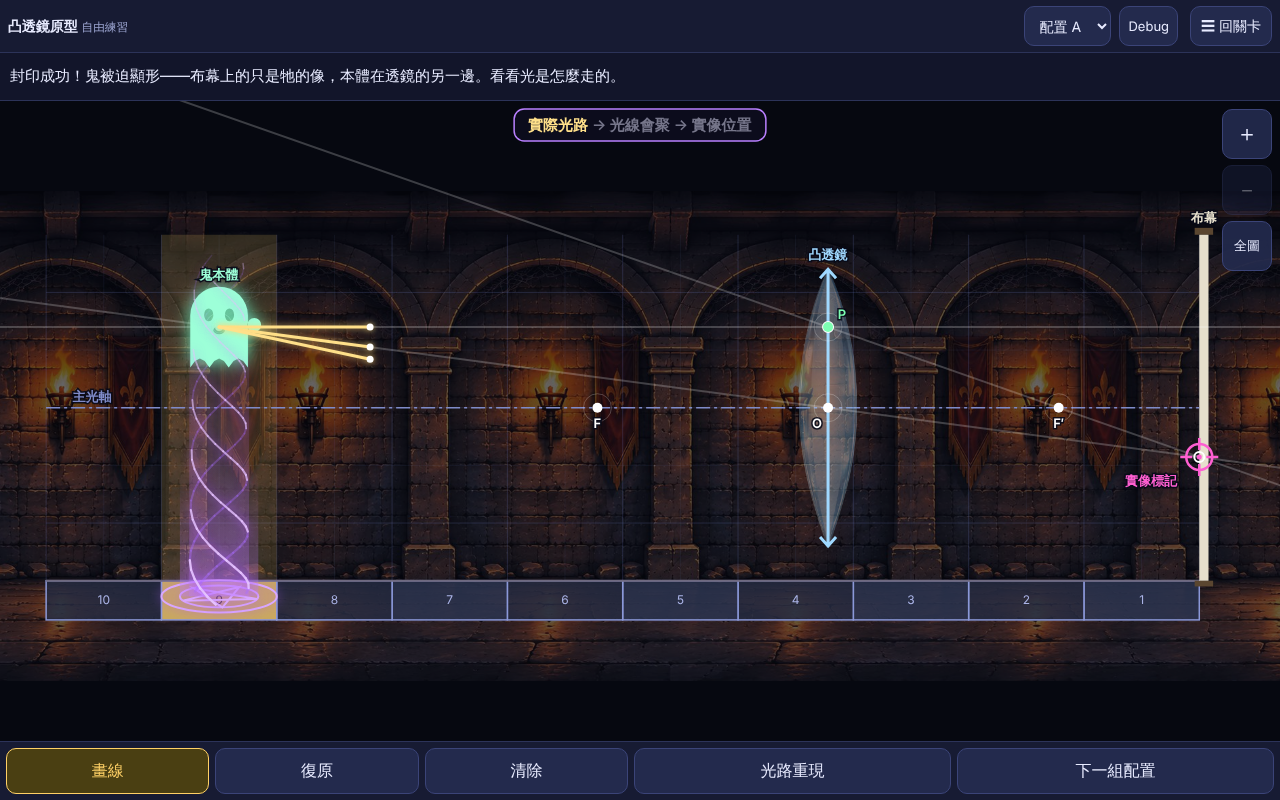 凸透鏡原型 自由練習
配置 A
Debug
☰ 回關卡
封印成功！鬼被迫顯形——布幕上的只是牠的像，本體在透鏡的另一邊。看看光是怎麼走的。
實際光路 → 光線會聚 → 實像位置
+
−
全圖
布幕
鬼本體
凸透鏡
P
主光軸
F
O
F′
實像標記
10
9
8
7
6
5
4
3
2
1
畫線
復原
清除
光路重現
下一組配置